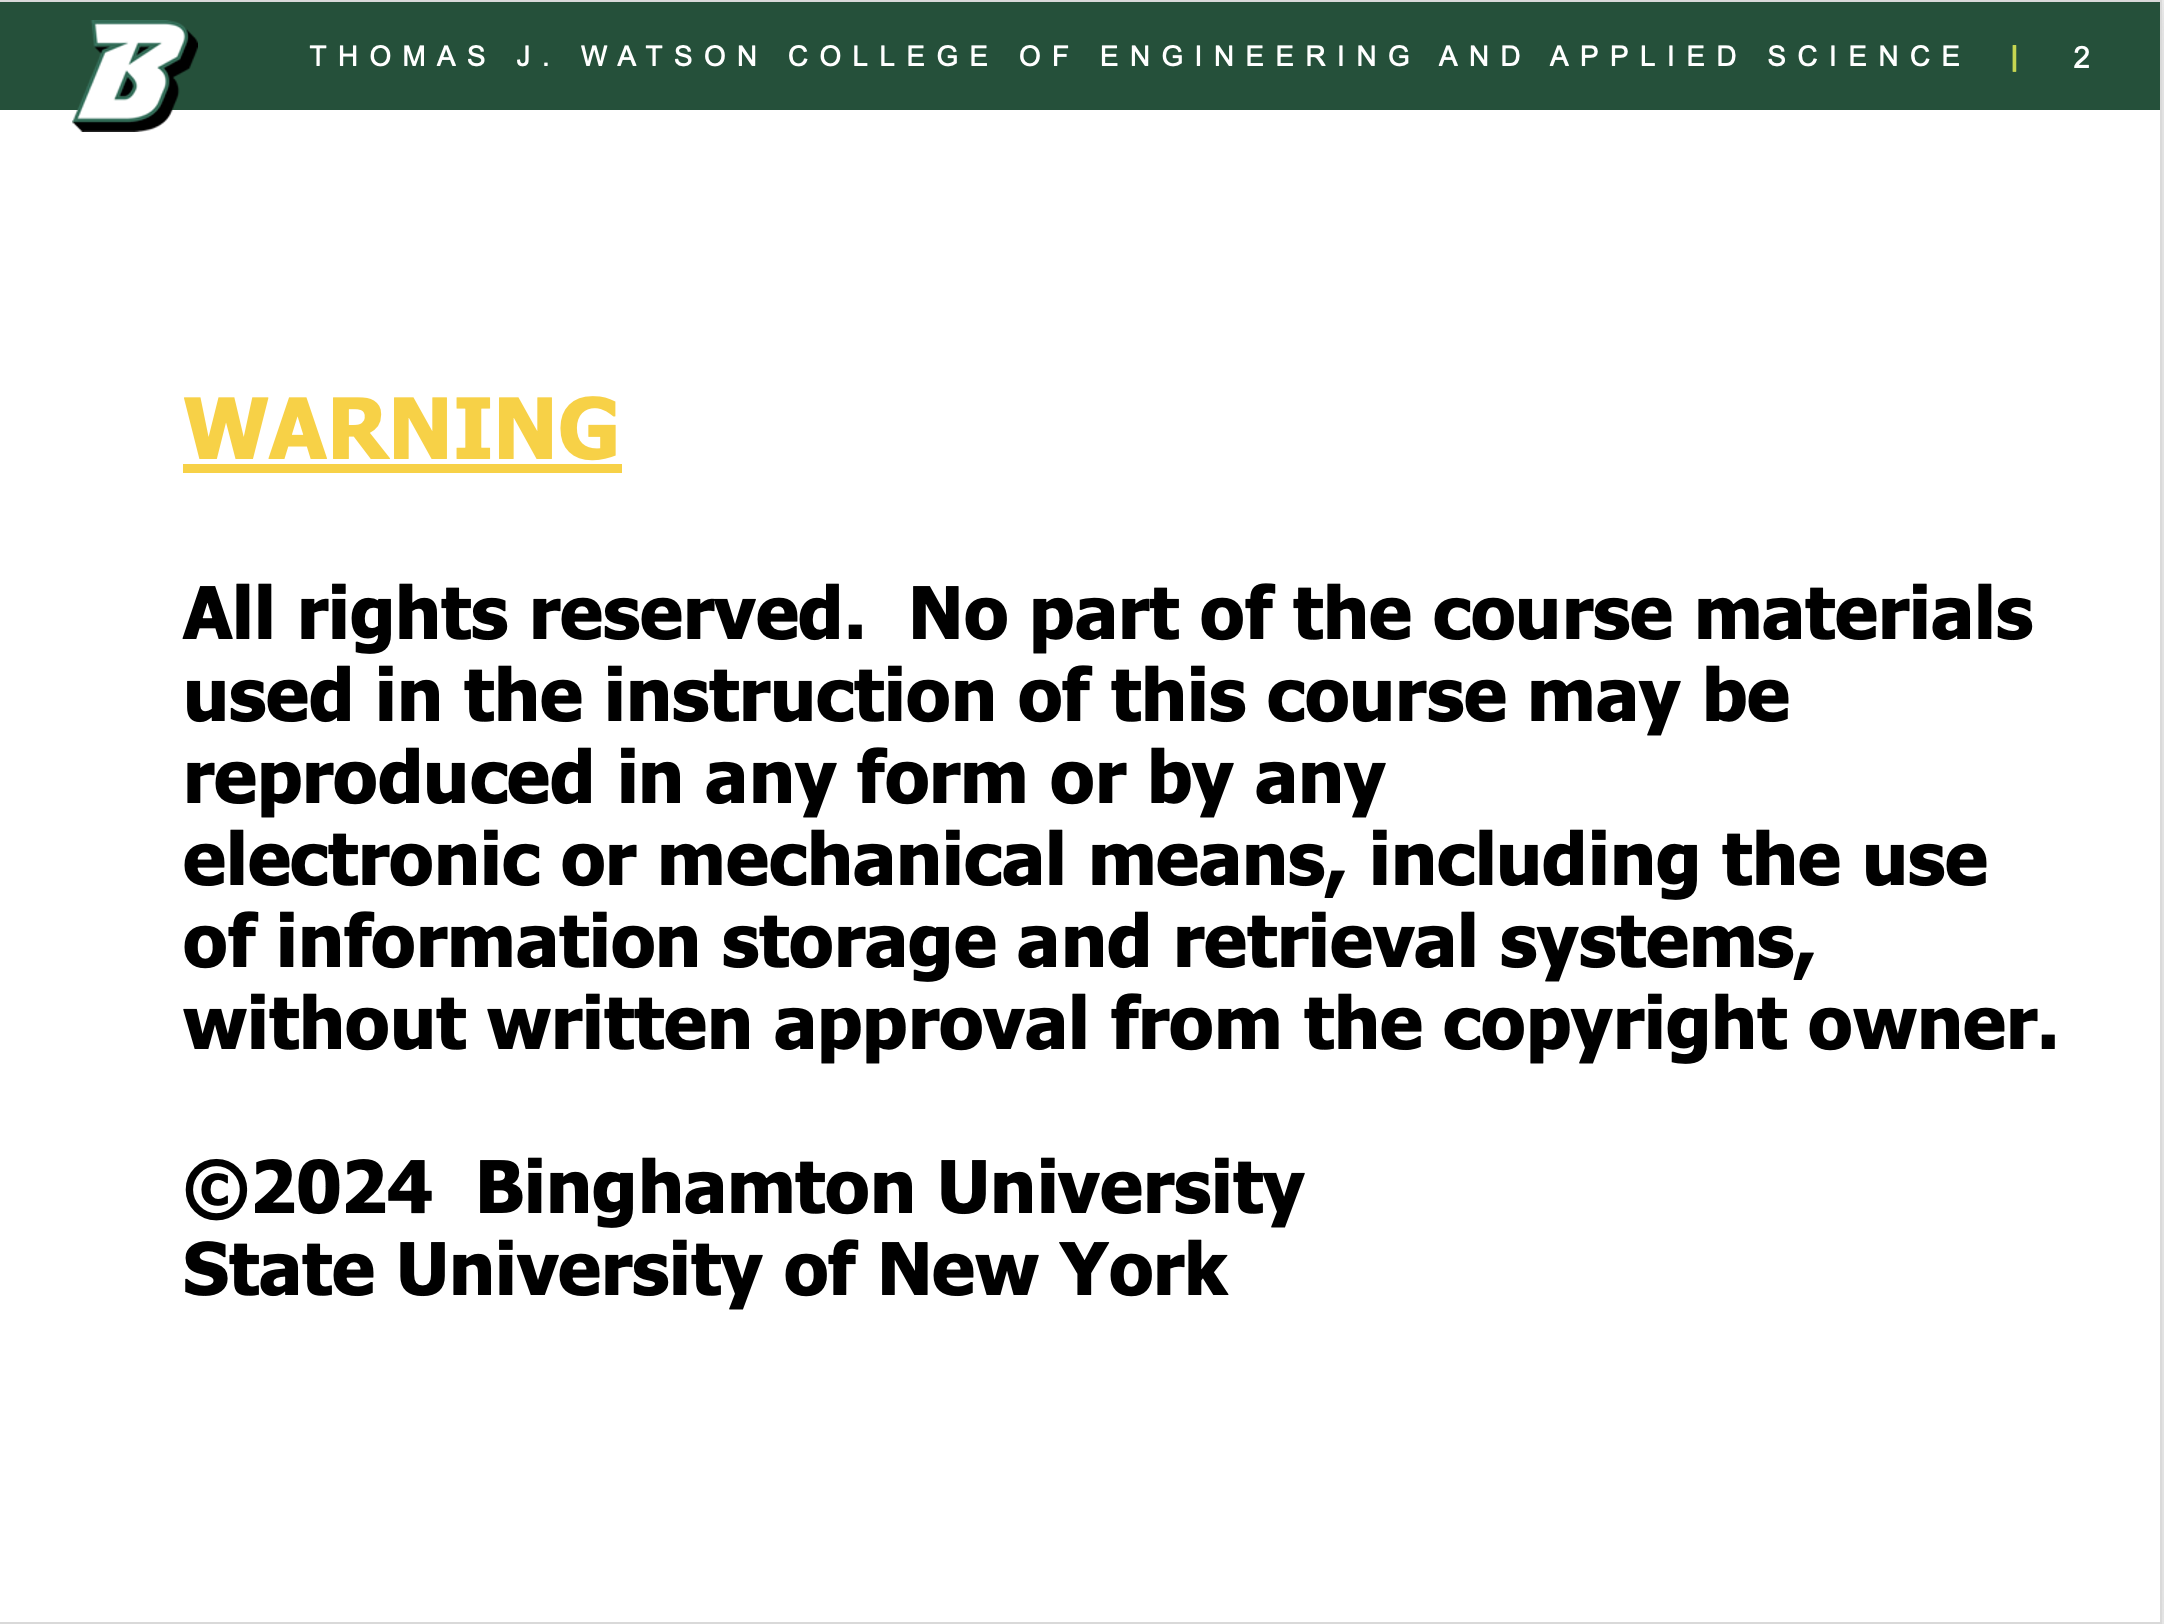 B
THOMAS J. WATSON COLLEGE OF ENGINEERING AND APPLIED SCIENCE | 2
WARNING
All rights reserved.  No part of the course materials
used in the instruction of this course may be
reproduced in any form or by any
electronic or mechanical means, including the use
of information storage and retrieval systems,
without written approval from the copyright owner.
©2024  Binghamton University
State University of New York